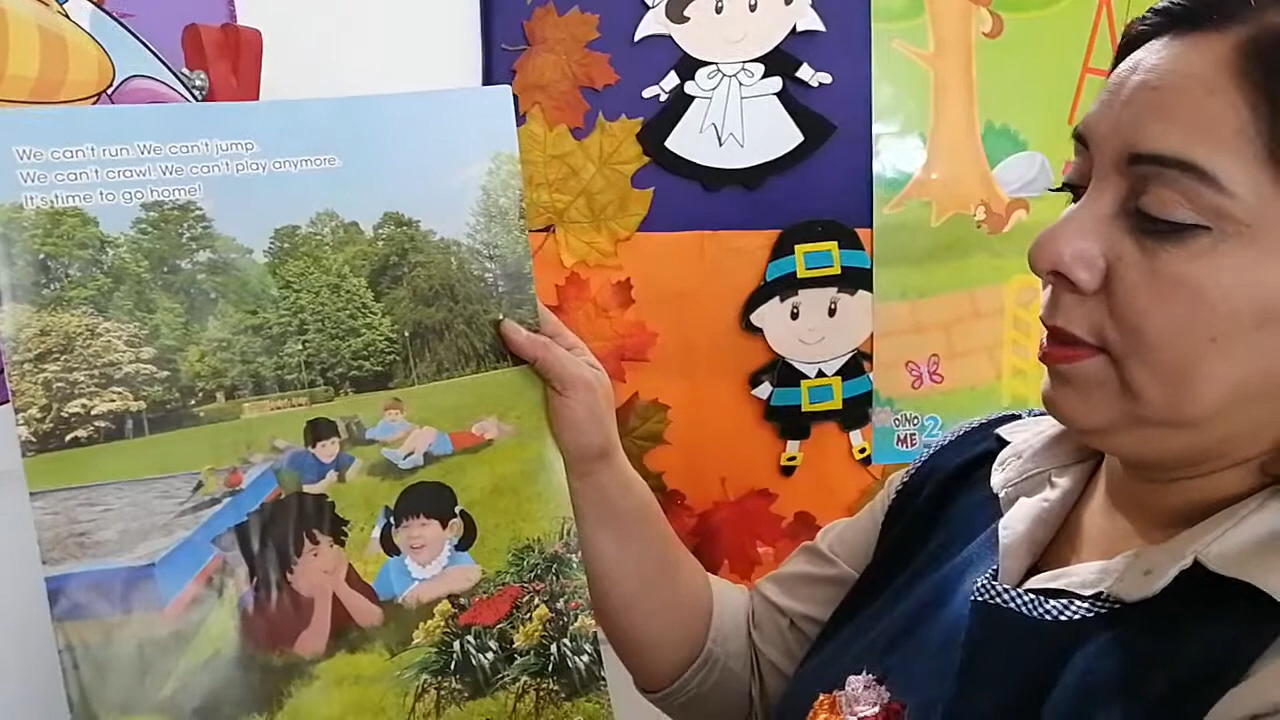 We can't run. We can't jump.
We can't crawl. We can't play anymore.
It's time to go home!
DINO
ME 2